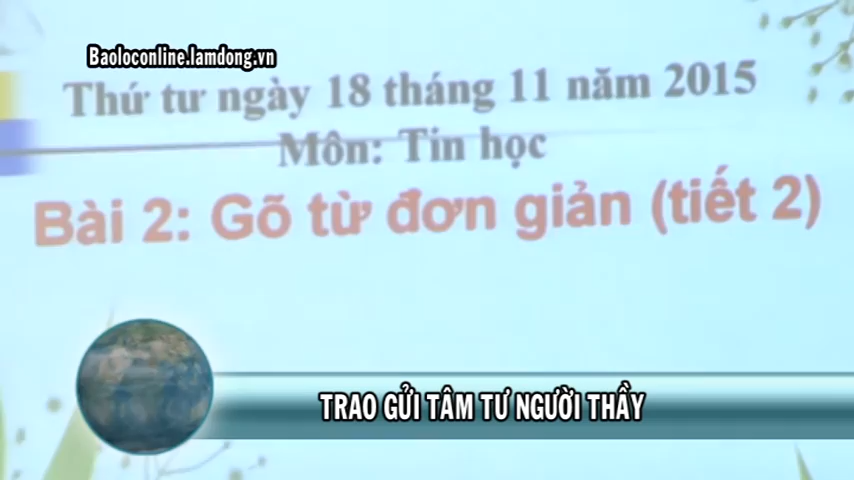 Baoloconline.lamdong.vn
Thứ tư ngày 18 tháng 11 năm 2015
Môn: Tin học
Bài 2: Gõ từ đơn giản (tiết 2)
TRAO GỬI TÂM TƯ NGƯỜI THẦY